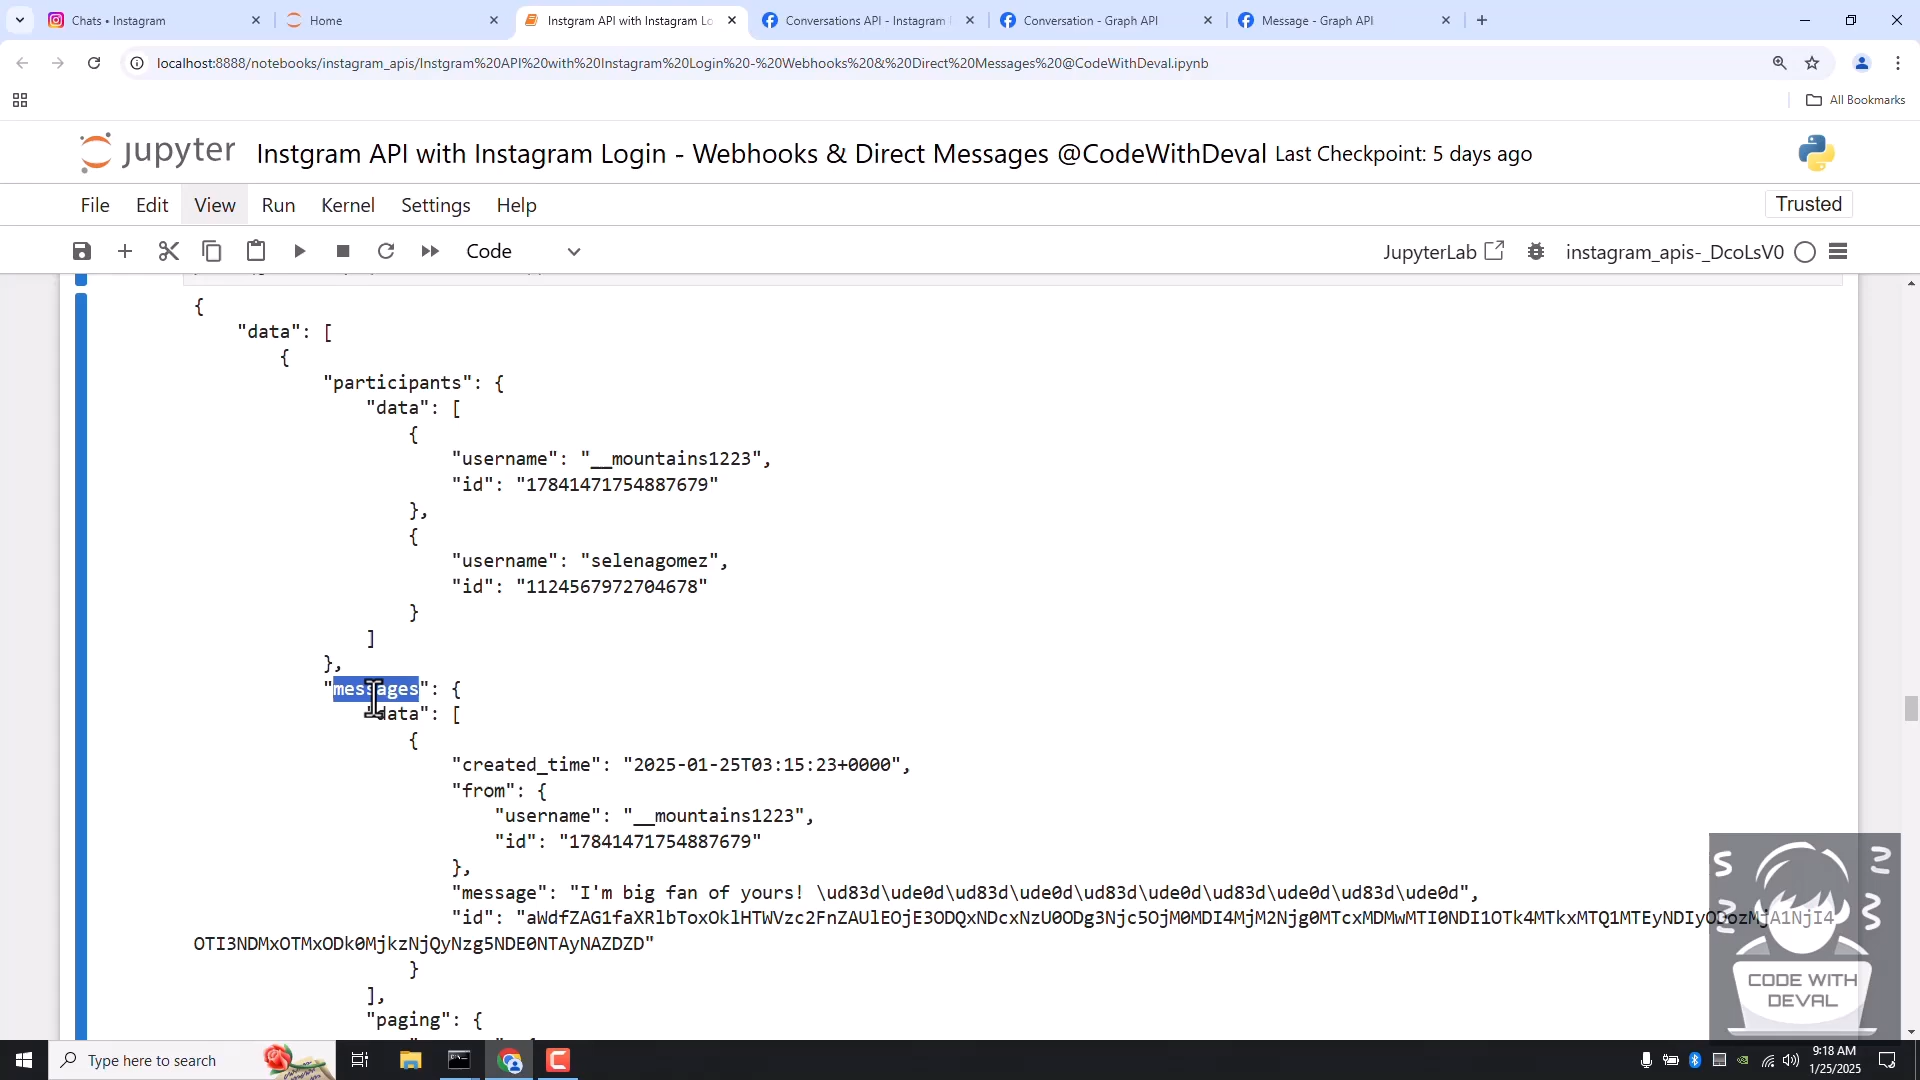 Chats • Instagram
Home
Instgram API with Instagram Lo
Conversations API - Instagram
Conversation - Graph API
Message - Graph API
localhost:8888/notebooks/instagram_apis/Instgram%20API%20with%20Instagram%20Login%20-%20Webhooks%20&%20Direct%20Messages%20@CodeWithDeval.ipynb
All Bookmarks
jupyter
Instgram API with Instagram Login - Webhooks & Direct Messages @CodeWithDeval Last Checkpoint: 5 days ago
File Edit View Run Kernel Settings Help
Trusted
Code
JupyterLab
instagram_apis-_DcoLsV0
{
"data": [
{
"participants": {
"data": [
{
"username": "__mountains1223",
"id": "17841471754887679"
},
{
"username": "selenagomez",
"id": "1124567972704678"
}
]
},
"messages": {
"data": [
{
"created_time": "2025-01-25T03:15:23+0000",
"from": {
"username": "__mountains1223",
"id": "17841471754887679"
},
"message": "I'm big fan of yours! \ud83d\ude0d\ud83d\ude0d\ud83d\ude0d\ud83d\ude0d\ud83d\ude0d",
"id":
OTI3NDMxOTMxODk0MjkzNjQyNzg5NDE0NTAyNAZDZD"
}
],
"paging": {
CODE WITH
DEVAL
Type here to search
9:18 AM
1/25/2025